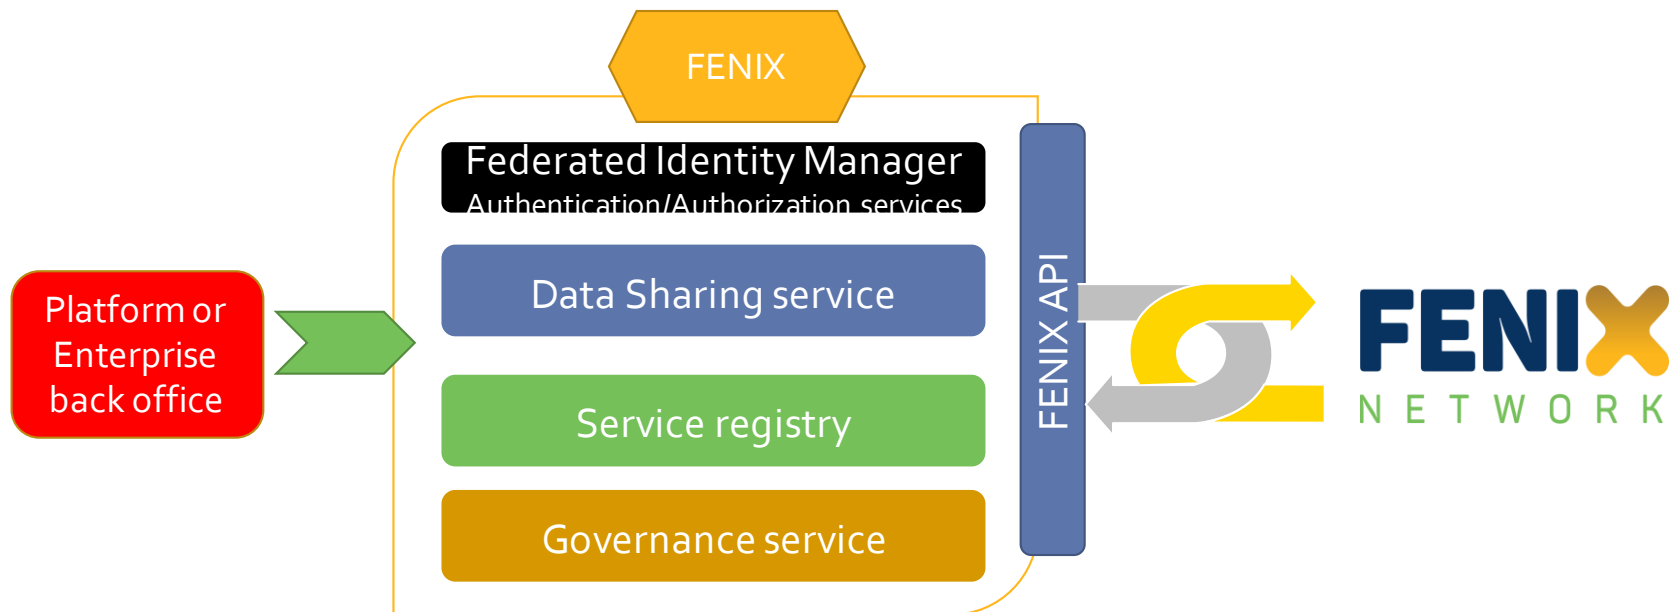 FENIX
Federated Identity Manager
Authentication/Authorization services
Data Sharing service
Service registry
Governance service
Platform or
Enterprise
back office
FENIX API
FENIX
NETWORK